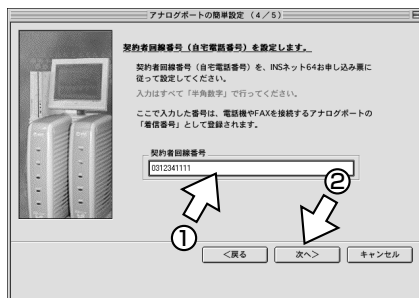 アナログポートの簡単設定（4／5）
契約者回線番号（自宅電話番号）を設定します。
契約者回線番号（自宅電話番号）を、INSネット64お申し込み票に
従って設定してください。
入力はすべて「半角数字」で行ってください。
ここで入力した番号は、電話機やFAXを接続するアナログポートの
「着信番号」として登録されます。
契約者回線番号
0312341111
①
②
＜戻る
次へ＞
キャンセル